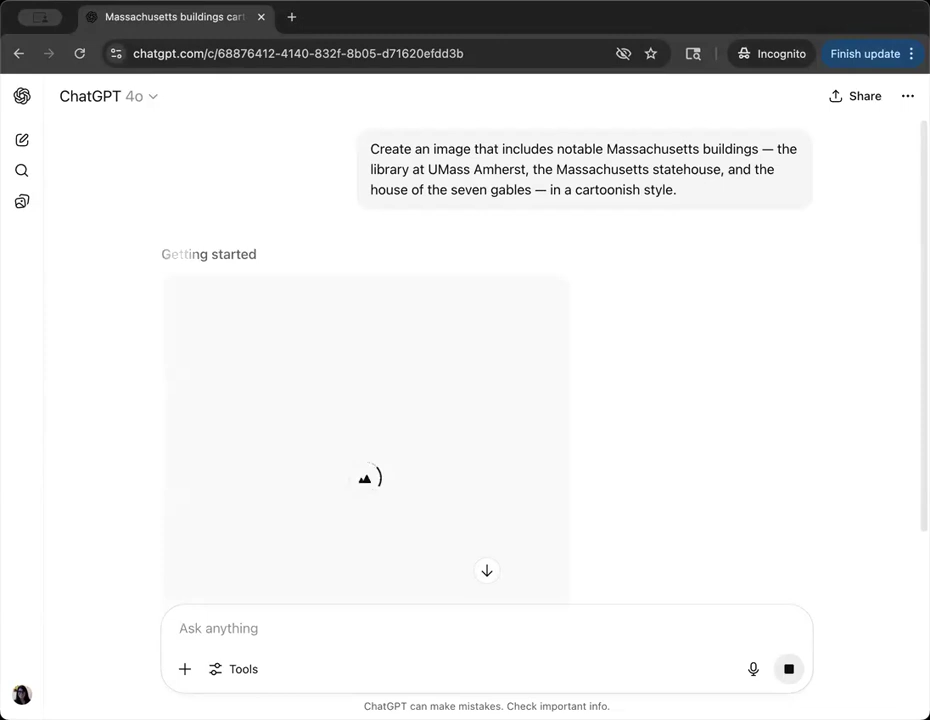 Massachusetts buildings car
chatgpt.com/c/68876412-4140-832f-8b05-d71620efdd3b
Incognito
Finish update
ChatGPT 4o
Share
Create an image that includes notable Massachusetts buildings — the
library at UMass Amherst, the Massachusetts statehouse, and the
house of the seven gables — in a cartoonish style.
Getting started
Ask anything
Tools
ChatGPT can make mistakes. Check important info.